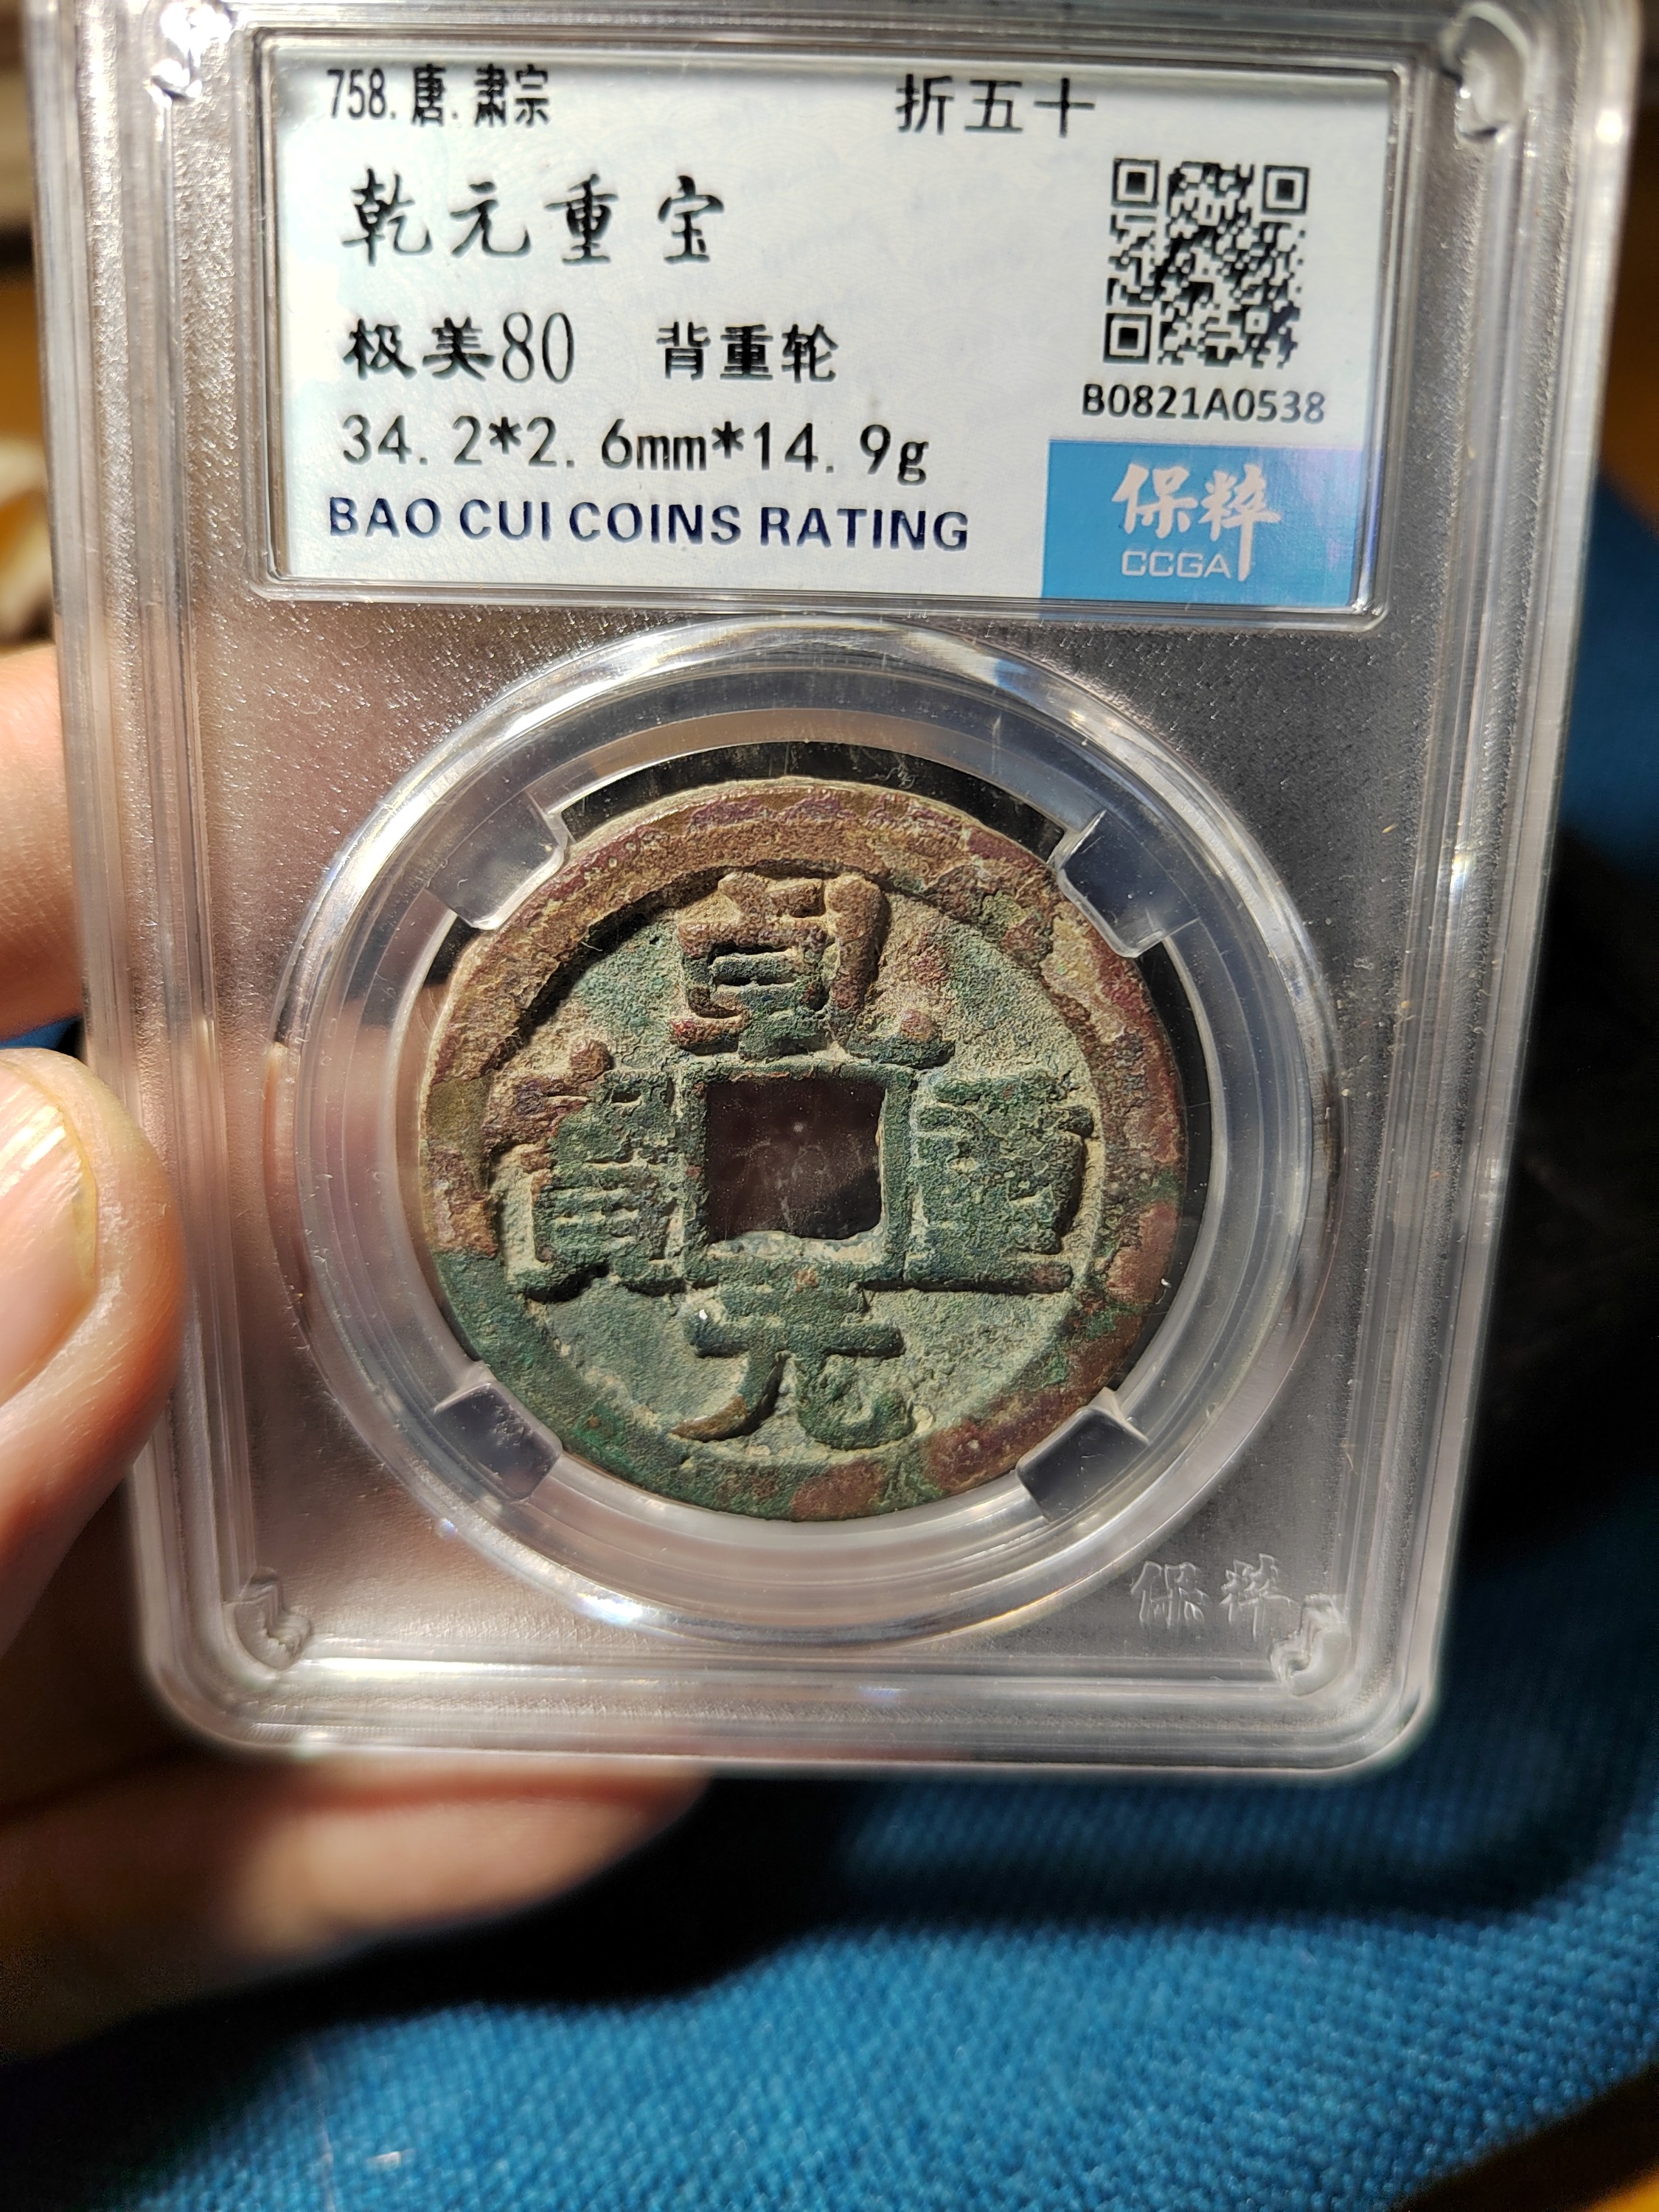 758.唐.肃宗
折五十
乾元重宝
极美80 背重轮
34.2*2.6mm*14.9g
BAO CUI COINS RATING
B0821A0538
保粹
CCGA
乾元重寶
保粹